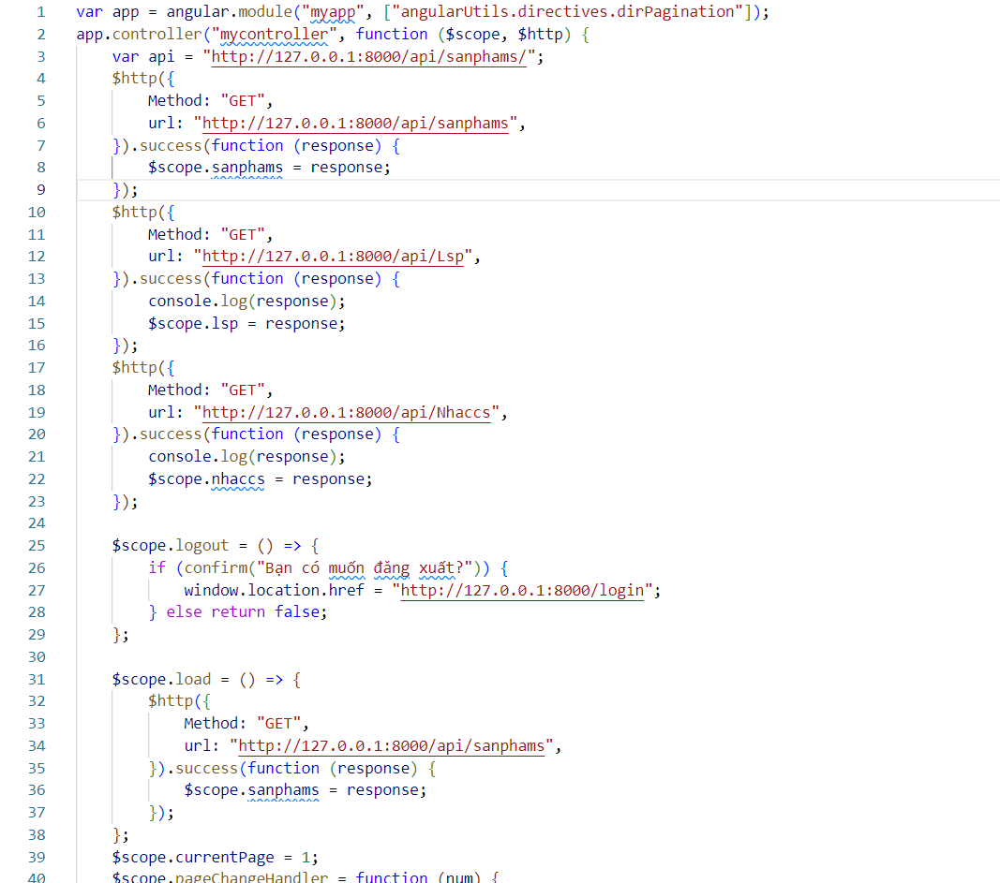 1 var app = angular.module("myapp", ["angularUtils.directives.dirPagination"]);
2 app.controller("mycontroller", function ($scope, $http) {
3     var api = "http://127.0.0.1:8000/api/sanphams/";
4     $http({
5         Method: "GET",
6         url: "http://127.0.0.1:8000/api/sanphams",
7     }).success(function (response) {
8         $scope.sanphams = response;
9     });
10     $http({
11         Method: "GET",
12         url: "http://127.0.0.1:8000/api/Lsp",
13     }).success(function (response) {
14         console.log(response);
15         $scope.lsp = response;
16     });
17     $http({
18         Method: "GET",
19         url: "http://127.0.0.1:8000/api/Nhaccs",
20     }).success(function (response) {
21         console.log(response);
22         $scope.nhaccs = response;
23     });
24
25     $scope.logout = () => {
26         if (confirm("Bạn có muốn đăng xuất?")) {
27             window.location.href = "http://127.0.0.1:8000/login";
28         } else return false;
29     };
30
31     $scope.load = () => {
32         $http({
33             Method: "GET",
34             url: "http://127.0.0.1:8000/api/sanphams",
35         }).success(function (response) {
36             $scope.sanphams = response;
37         });
38     };
39     $scope.currentPage = 1;
40     $scope.pageChangeHandler = function (num) {